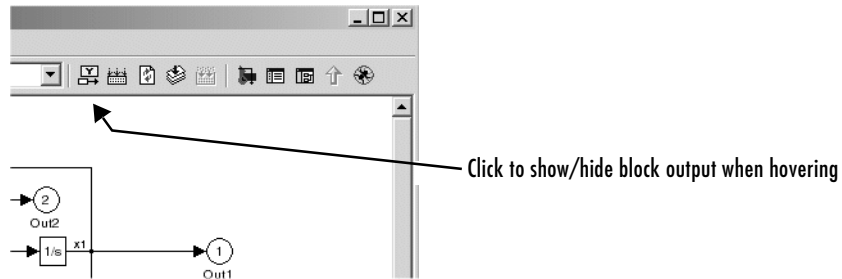 Y
Click to show/hide block output when hovering
2
Out2
1/s
x1
1
Out1